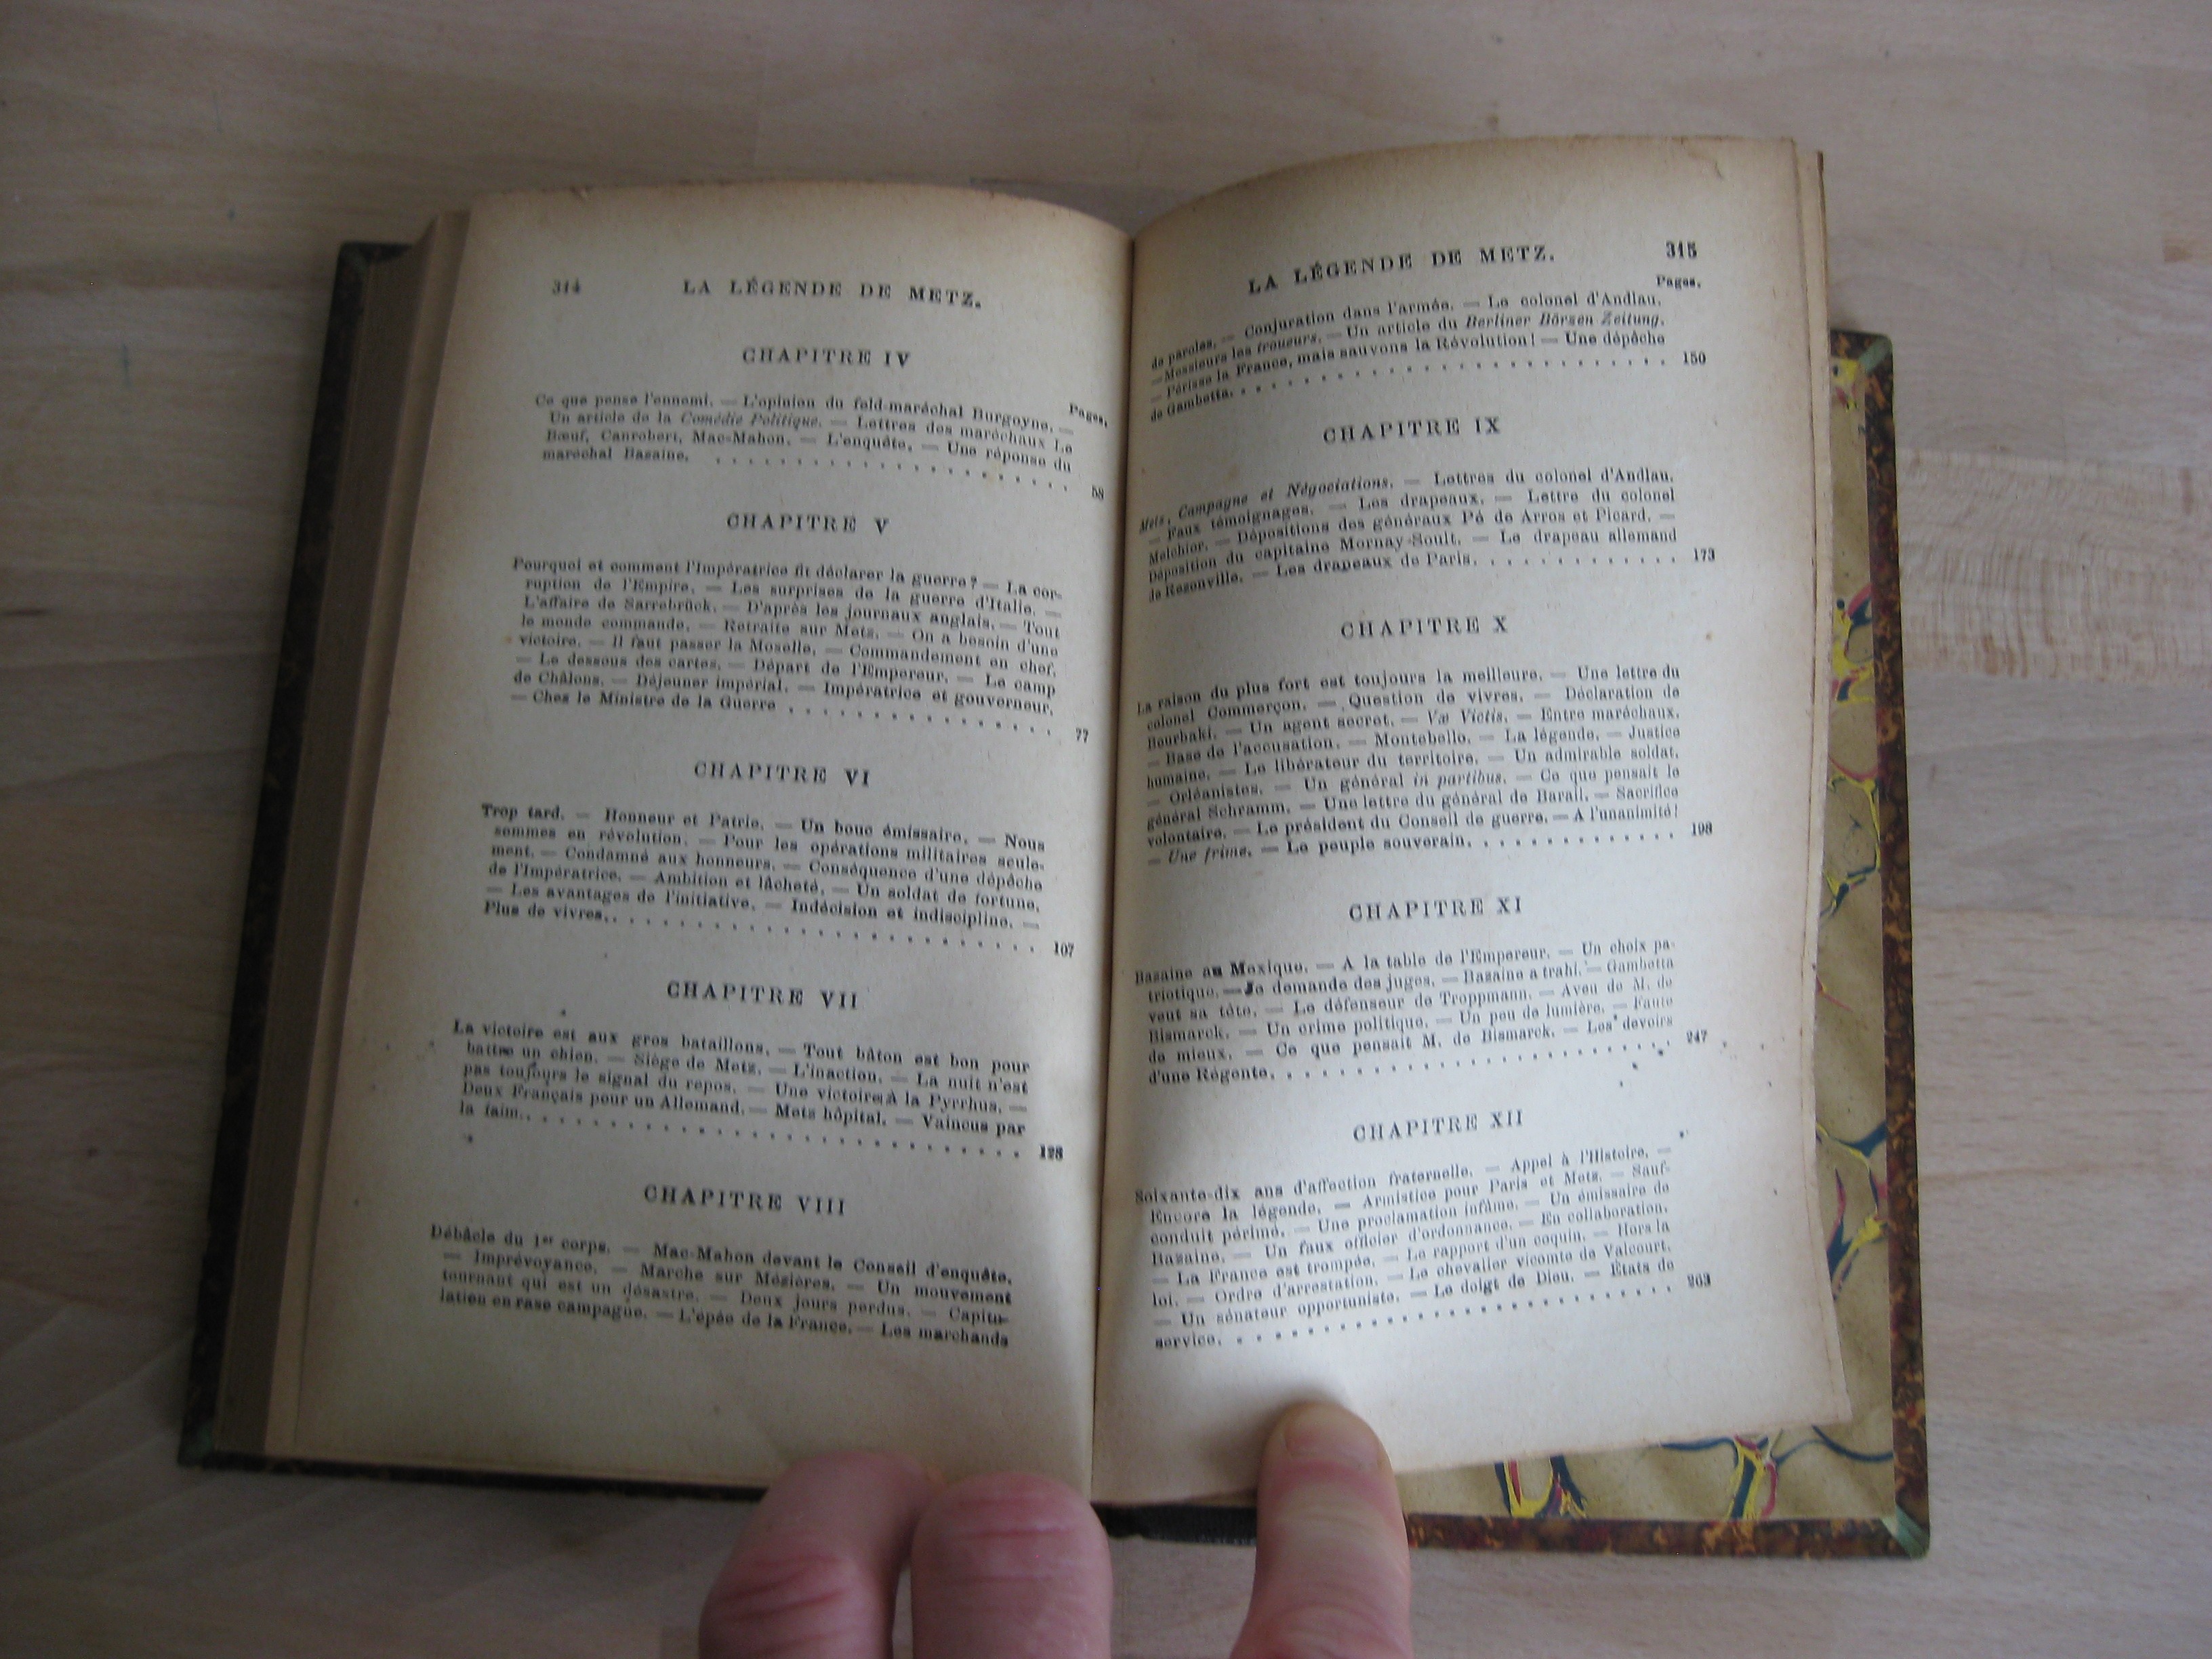 314 LA LÉGENDE DE METZ.
CHAPITRE IV
Pages.
Ce que pense l'ennemi. — L'opinion du feld-maréchal Burgoyne. —
Un article de la Comédie Politique. — Lettres des maréchaux Le
Bœuf, Canrobert, Mac-Mahon. — L'enquête. — Une réponse du
maréchal Bazaine. . . . . . . . . . . . . . . . . . . . . 58
CHAPITRE V
Pourquoi et comment l'Impératrice fit déclarer la guerre? — La cor-
ruption de l'Empire. — Les surprises de la guerre d'Italie. —
L'affaire de Sarrebrück. — D'après les journaux anglais. — Tout
le monde commande. — Retraite sur Metz. — On a besoin d'une
victoire. — Il faut passer la Moselle. — Commandement en chef.
— Le dessous des cartes. — Départ de l'Empereur. — Le camp
de Châlons. — Déjeuner impérial. — Impératrice et gouverneur.
— Chez le Ministre de la Guerre . . . . . . . . . . . . . . . 77
CHAPITRE VI
Trop tard. — Honneur et Patrie. — Un bouc émissaire. — Nous
sommes en révolution. — Pour les opérations militaires seule-
ment. — Condamné aux honneurs. — Conséquence d'une dépêche
de l'Impératrice. — Ambition et lâcheté. — Un soldat de fortune.
— Les avantages de l'initiative. — Indécision et indiscipline. —
Plus de vivres. . . . . . . . . . . . . . . . . . . . . . . . . 107
CHAPITRE VII
La victoire est aux gros bataillons. — Tout bâton est bon pour
battre un chien. — Siège de Metz. — L'inaction. — La nuit n'est
pas toujours le signal du repos. — Une victoire à la Pyrrhus. —
Deux Français pour un Allemand. — Metz hôpital. — Vaincus par
la faim. . . . . . . . . . . . . . . . . . . . . . . . . . . . 128
CHAPITRE VIII
Débâcle du 1er corps. — Mac-Mahon devant le Conseil d'enquête.
— Imprévoyance. — Marche sur Mézières. — Un mouvement
tournant qui est un désastre. — Deux jours perdus. — Capitu-
lation en rase campagne. — L'épée de la France. — Les marchands
LA LÉGENDE DE METZ. 315
Pages.
de paroles. — Conjuration dans l'armée. — Le colonel d'Andlau.
— Messieurs les troueurs. — Un article du Berliner Börsen Zeitung.
— Périsse la France, mais sauvons la Révolution! — Une dépêche
de Gambetta. . . . . . . . . . . . . . . . . . . . . . . . . . 150
CHAPITRE IX
Metz, Campagne et Négociations. — Lettres du colonel d'Andlau.
— Faux témoignages. — Les drapeaux. — Lettre du colonel
Melchior. — Dépositions des généraux Pé de Arros et Picard. —
Déposition du capitaine Mornay-Soult. — Le drapeau allemand
de Rezonville. — Les drapeaux de Paris. . . . . . . . . . . . . 173
CHAPITRE X
La raison du plus fort est toujours la meilleure. — Une lettre du
colonel Commerçon. — Question de vivres. — Déclaration de
Bourbaki. — Un agent secret. — Væ Victis. — Entre maréchaux.
— Base de l'accusation. — Montebello. — La légende. — Justice
humaine. — Le libérateur du territoire. — Un admirable soldat.
— Orléanistes. — Un général in partibus. — Ce que pensait le
général Schramm. — Une lettre du général de Barail. — Sacrifice
volontaire. — Le président du Conseil de guerre. — A l'unanimité!
— Une frime. — Le peuple souverain. . . . . . . . . . . . . . 198
CHAPITRE XI
Bazaine au Mexique. — A la table de l'Empereur. — Un choix pa-
triotique. — Je demande des juges. — Bazaine a trahi. — Gambetta
veut sa tête. — Le défenseur de Troppmann. — Aveu de M. de
Bismarck. — Un crime politique. — Un peu de lumière. — Faute
de mieux. — Ce que pensait M. de Bismarck. — Les devoirs
d'une Régente. . . . . . . . . . . . . . . . . . . . . . . . . 247
CHAPITRE XII
Soixante-dix ans d'affection fraternelle. — Appel à l'Histoire. —
Encore la légende. — Armistice pour Paris et Metz. — Sauf-
conduit périmé. — Une proclamation infâme. — Un émissaire de
Bazaine. — Un faux officier d'ordonnance. — En collaboration.
— La France est trompée. — Le rapport d'un coquin. — Hors la
loi. — Ordre d'arrestation. — Le chevalier vicomte de Valcourt.
— Un sénateur opportuniste. — Le doigt de Dieu. — États de
service. . . . . . . . . . . . . . . . . . . . . . . . . . . . 263